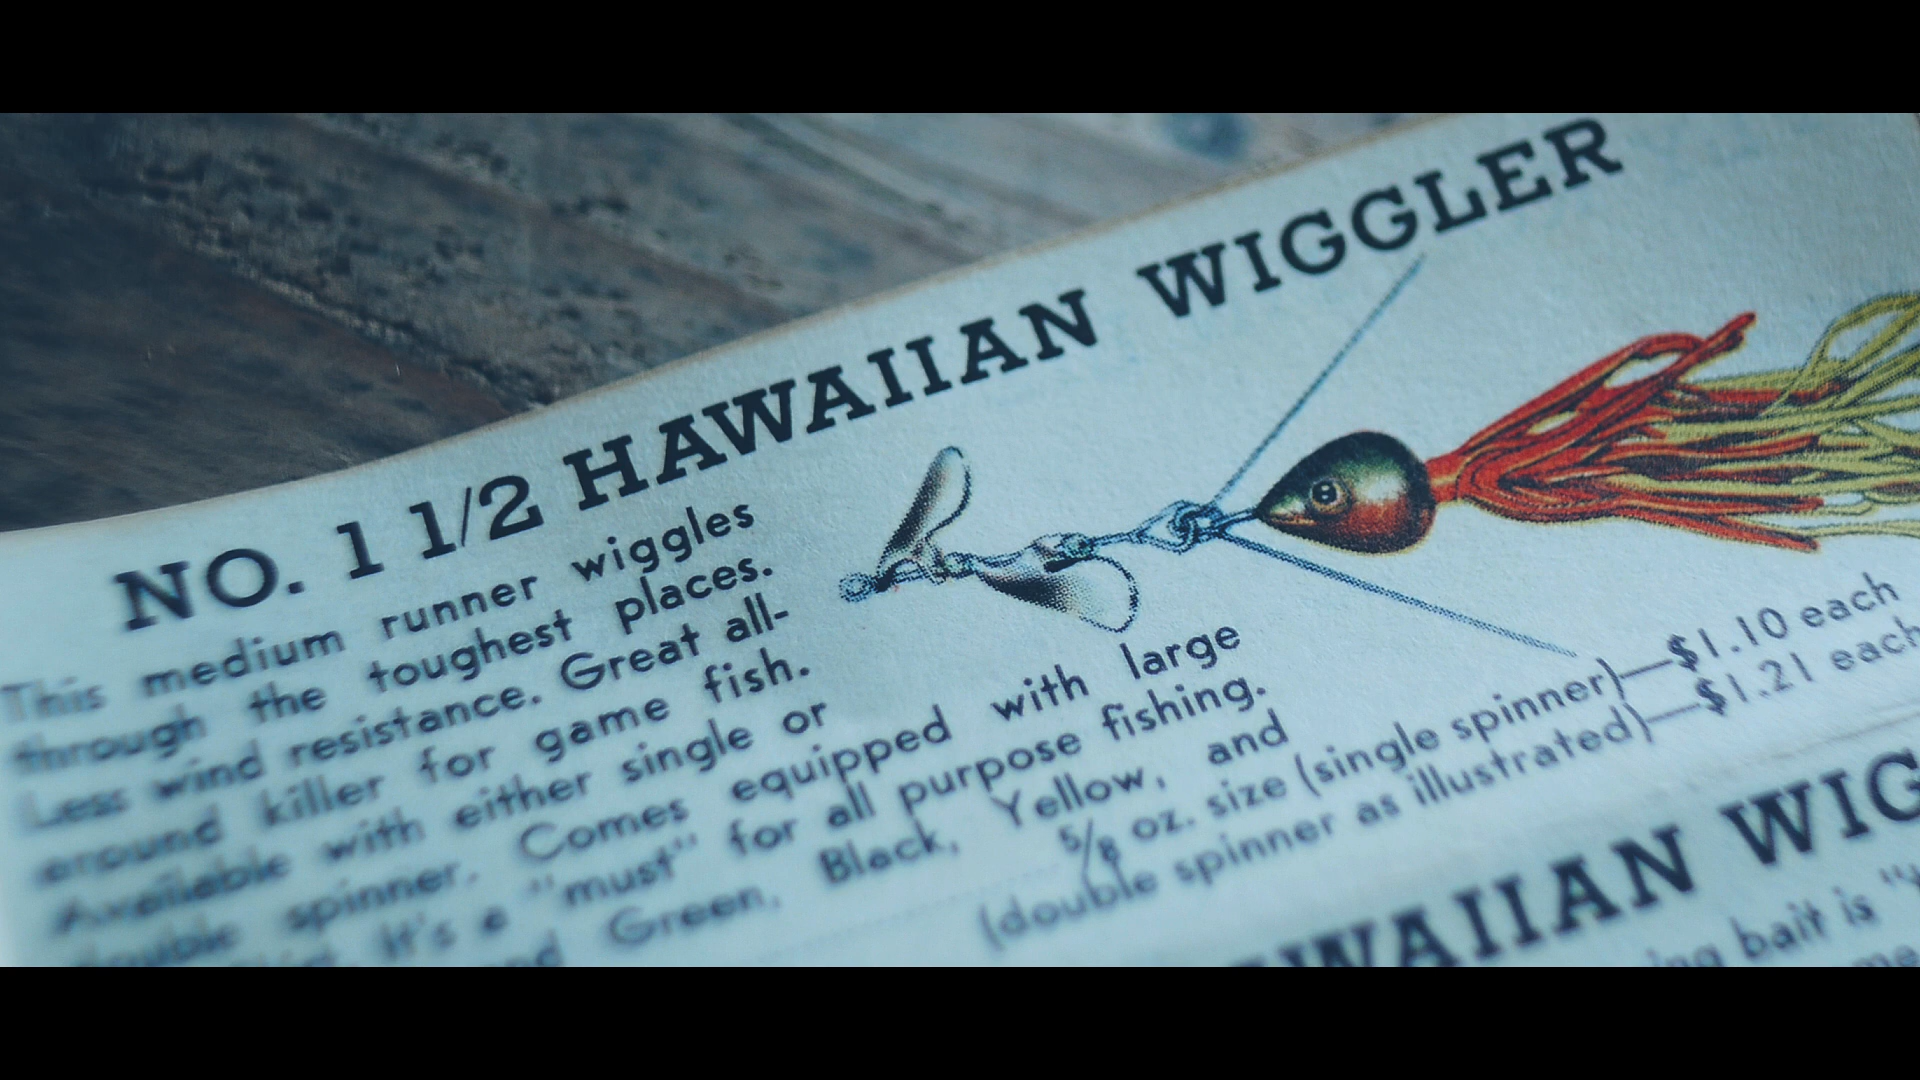 NO. 1 1/2 HAWAIIAN WIGGLER
This medium runner wiggles
through the toughest places.
Less wind resistance. Great all-
around killer for game fish.
Available with either single or
double spinner. Comes equipped with large
It's a "must" for all purpose fishing.
Green, Black, Yellow, and
5/8 oz. size (single spinner)—$1.10 each
(double spinner as illustrated)—$1.21 each
WAIIAN WIG
bait is